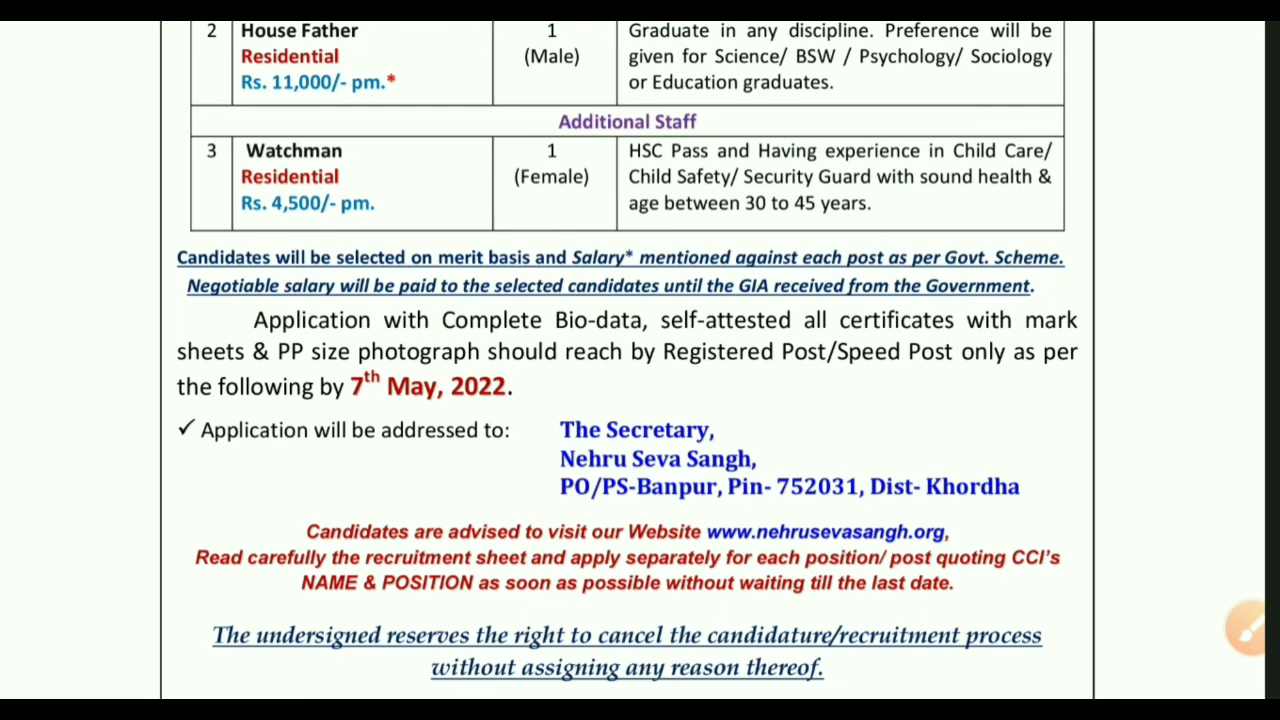 2 House Father 1 Graduate in any discipline. Preference will be
Residential (Male) given for Science/ BSW / Psychology/ Sociology
Rs. 11,000/- pm.* or Education graduates.
Additional Staff
3 Watchman 1 HSC Pass and Having experience in Child Care/
Residential (Female) Child Safety/ Security Guard with sound health &
Rs. 4,500/- pm. age between 30 to 45 years.
Candidates will be selected on merit basis and Salary* mentioned against each post as per Govt. Scheme.
Negotiable salary will be paid to the selected candidates until the GIA received from the Government.
Application with Complete Bio-data, self-attested all certificates with mark
sheets & PP size photograph should reach by Registered Post/Speed Post only as per
the following by 7th May, 2022.
✓ Application will be addressed to: The Secretary,
Nehru Seva Sangh,
PO/PS-Banpur, Pin- 752031, Dist- Khordha
Candidates are advised to visit our Website www.nehrusevasangh.org,
Read carefully the recruitment sheet and apply separately for each position/ post quoting CCI's
NAME & POSITION as soon as possible without waiting till the last date.
The undersigned reserves the right to cancel the candidature/recruitment process
without assigning any reason thereof.